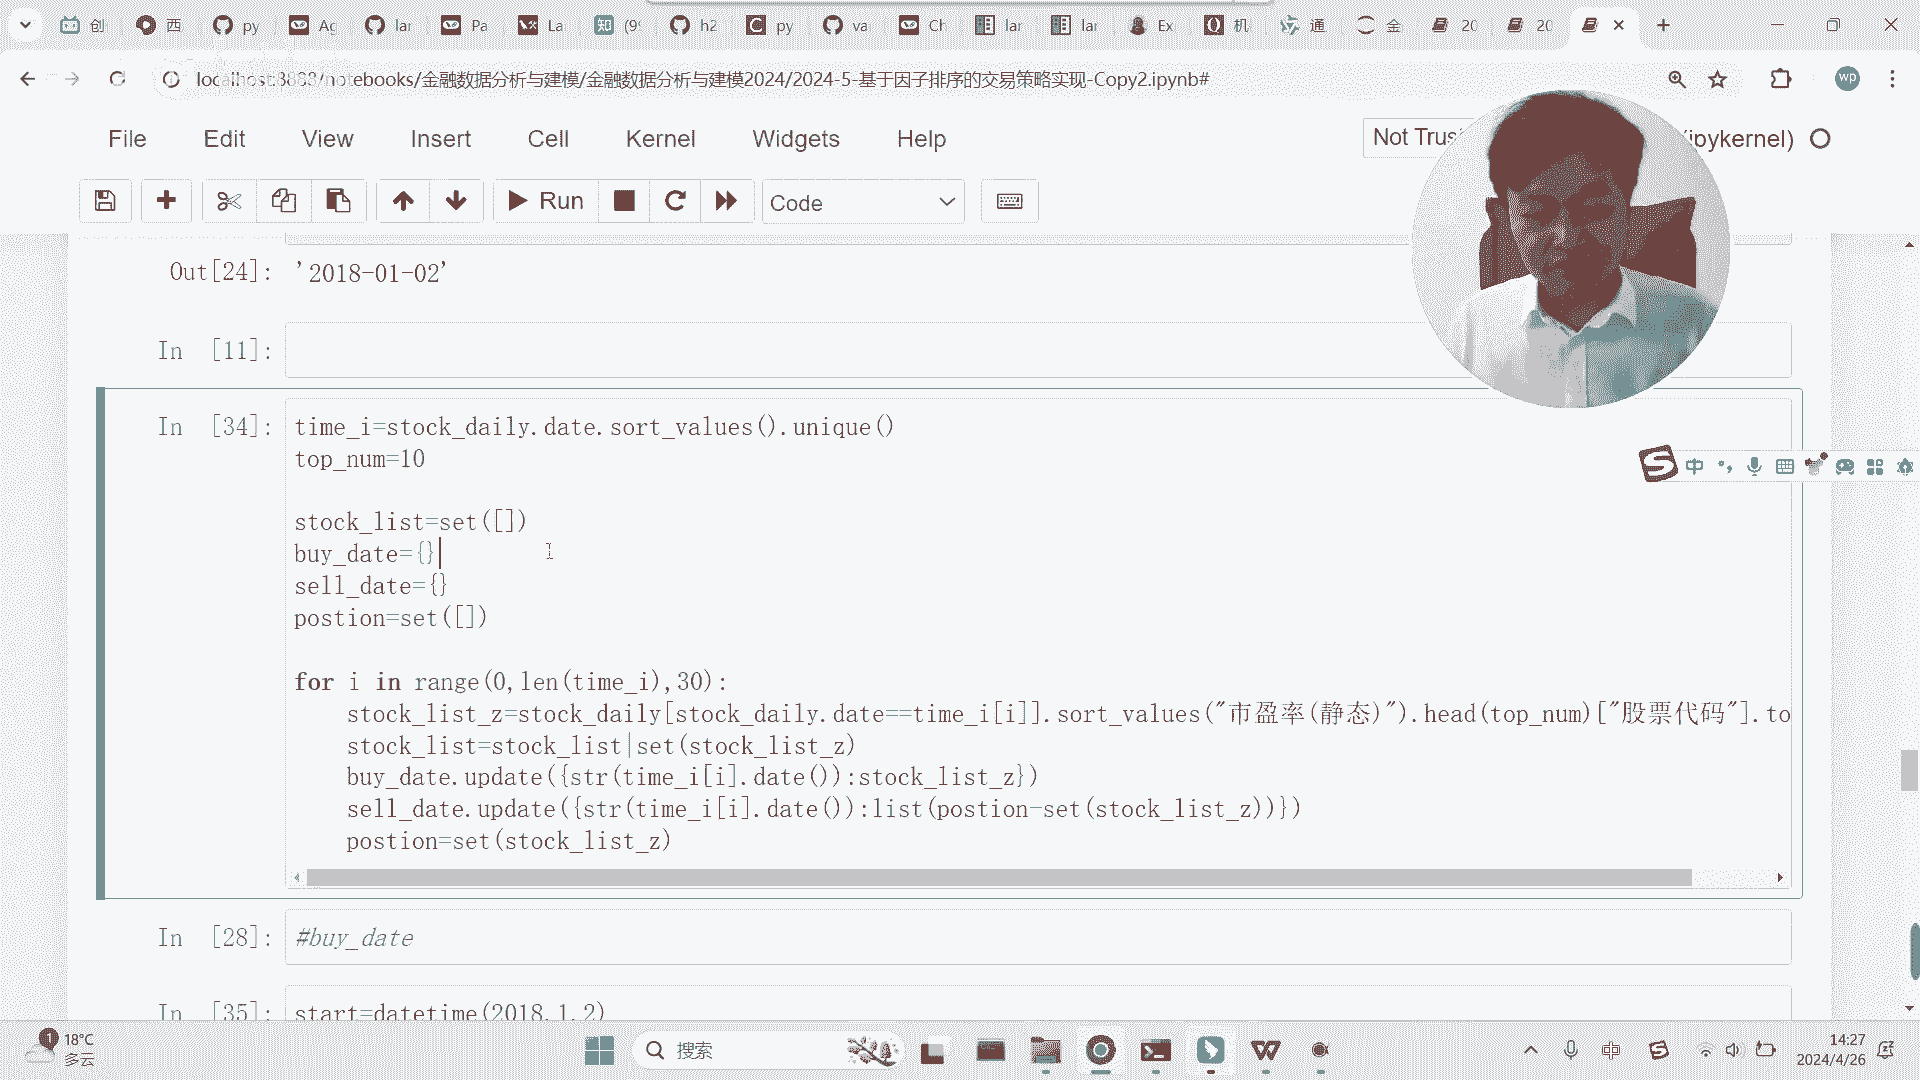 创
西
py
Ag
lar
Pa
La
知
(9
h2
py
va
Ch
lar
lar
Ex
机
通
金
20
20
localhost:8888/notebooks/金融数据分析与建模/金融数据分析与建模2024/2024-5-基于因子排序的交易策略实现-Copy2.ipynb#
wp
File Edit View Insert Cell Kernel Widgets Help
Not Trus
(ipykernel)
Run
Code
Out[24]: '2018-01-02'
In [11]:
In [34]: time_i=stock_daily.date.sort_values().unique()
top_num=10
stock_list=set([])
buy_date={}
sell_date={}
postion=set([])
for i in range(0,len(time_i),30):
stock_list_z=stock_daily[stock_daily.date==time_i[i]].sort_values("市盈率(静态)").head(top_num)["股票代码"].to
stock_list=stock_list|set(stock_list_z)
buy_date.update({str(time_i[i].date()):stock_list_z})
sell_date.update({str(time_i[i].date()):list(postion-set(stock_list_z))})
postion=set(stock_list_z)
中
In [28]: #buy_date
In [35]: start=datetime(2018,1,2)
1
18°C
多云
搜索
中
14:27
2024/4/26